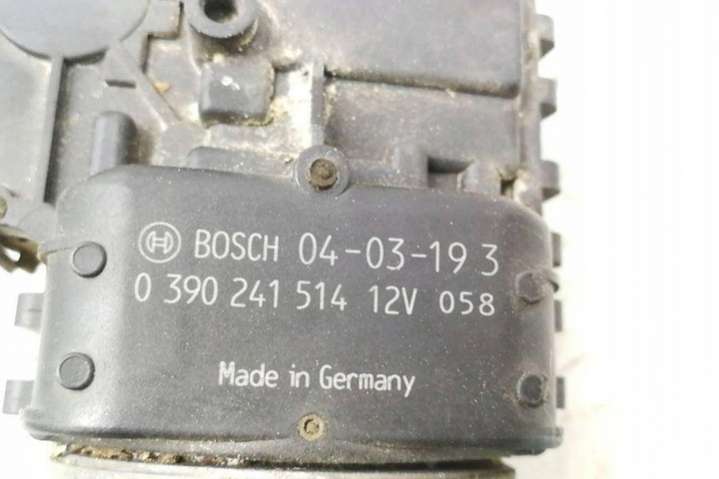 BOSCH 04-03-19 3
0 390 241 514 12V 058
Made in Germany